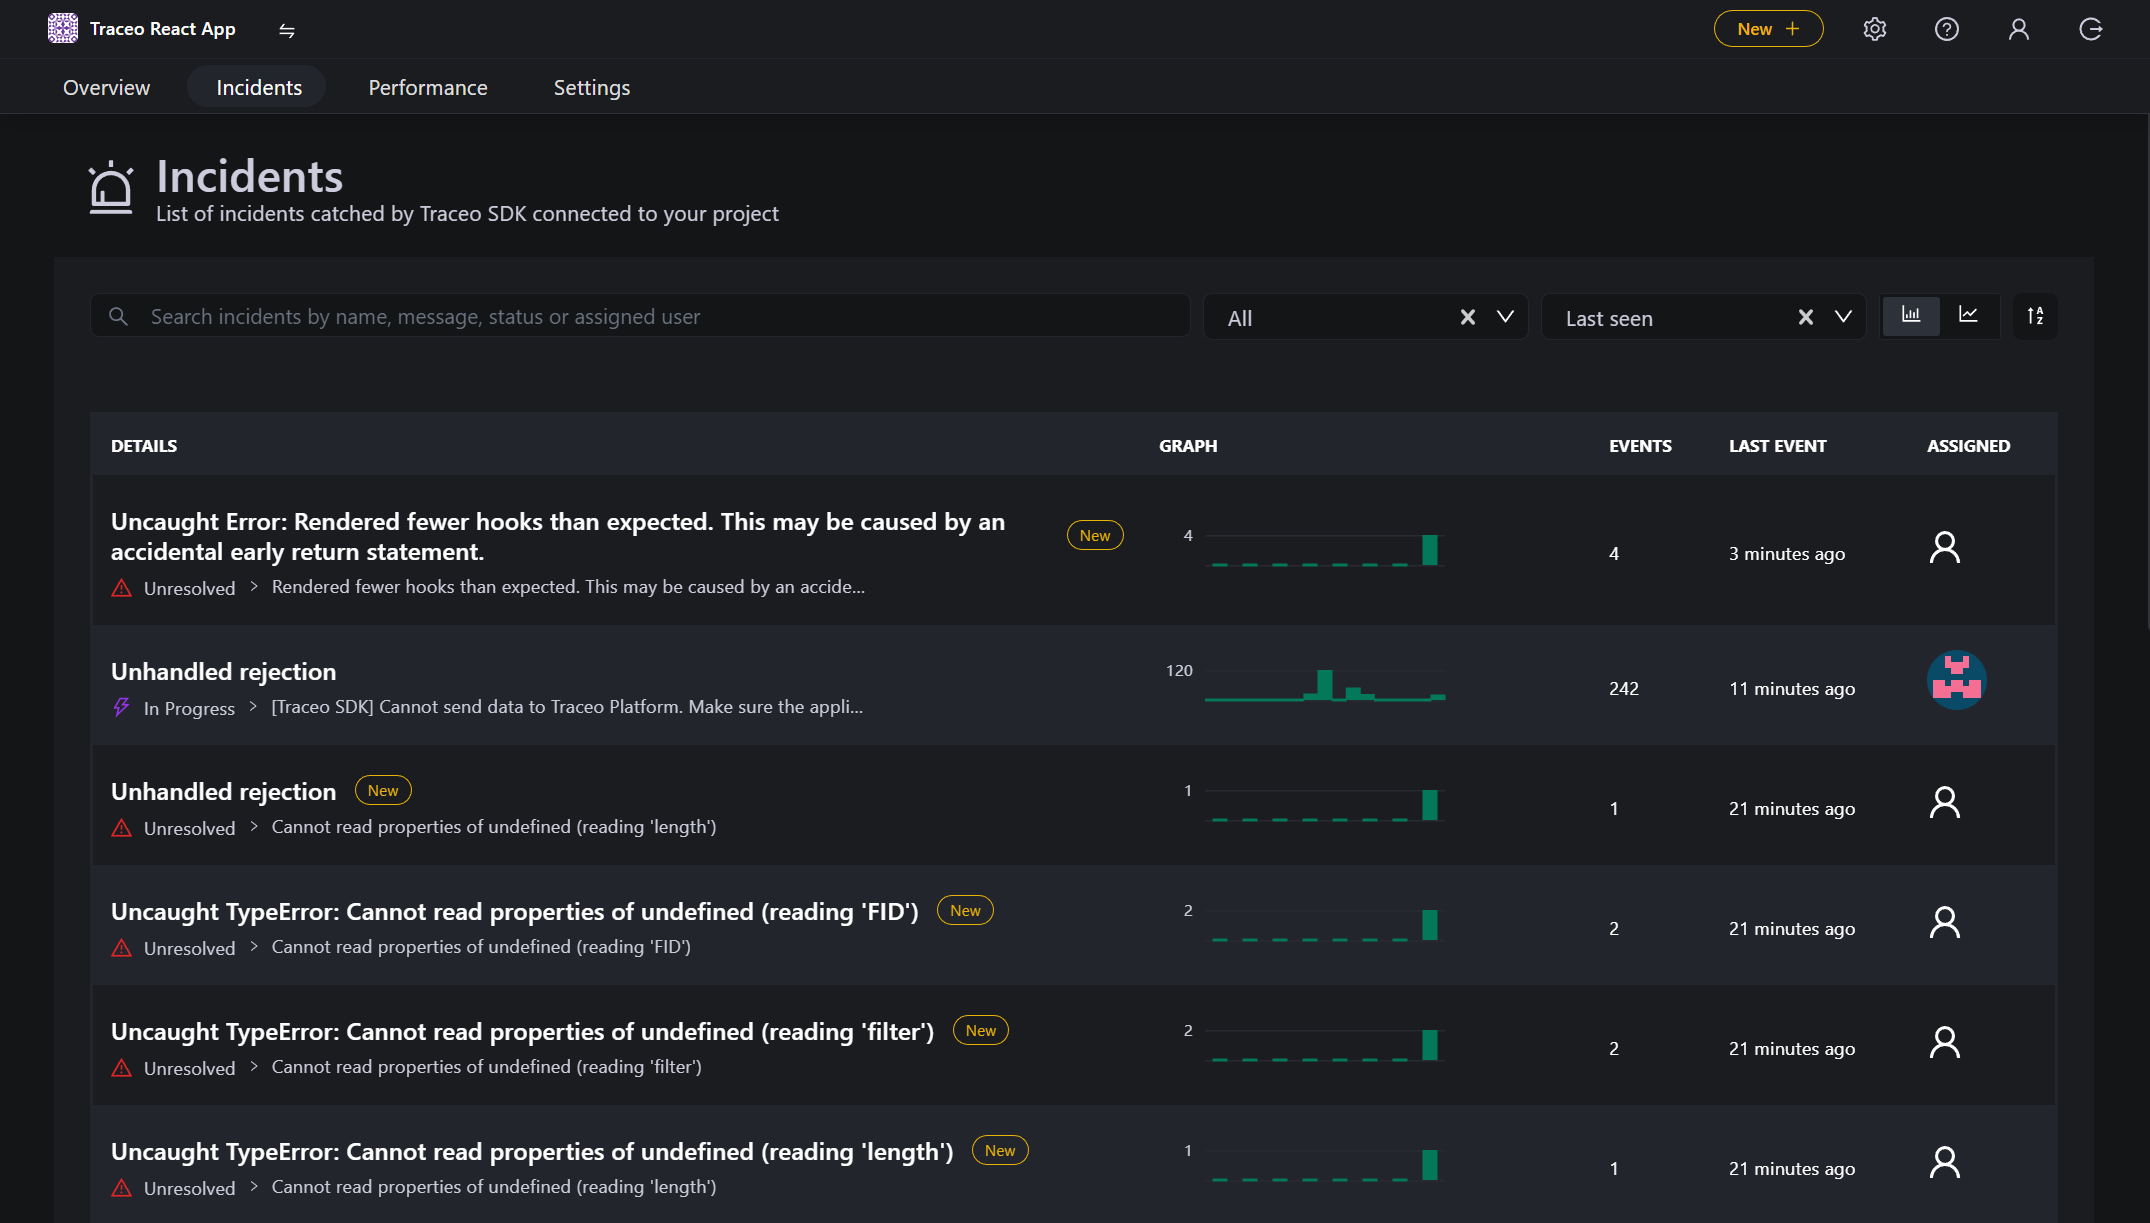 Traceo React App
New
Overview Incidents Performance Settings
Incidents
List of incidents catched by Traceo SDK connected to your project
Search incidents by name, message, status or assigned user
All
Last seen
A
Z
DETAILS GRAPH EVENTS LAST EVENT ASSIGNED
Uncaught Error: Rendered fewer hooks than expected. This may be caused by an
accidental early return statement.
New
Unresolved > Rendered fewer hooks than expected. This may be caused by an accide...
4
4
3 minutes ago
Unhandled rejection
In Progress > [Traceo SDK] Cannot send data to Traceo Platform. Make sure the appli...
120
242
11 minutes ago
Unhandled rejection New
Unresolved > Cannot read properties of undefined (reading 'length')
1
1
21 minutes ago
Uncaught TypeError: Cannot read properties of undefined (reading 'FID') New
Unresolved > Cannot read properties of undefined (reading 'FID')
2
2
21 minutes ago
Uncaught TypeError: Cannot read properties of undefined (reading 'filter') New
Unresolved > Cannot read properties of undefined (reading 'filter')
2
2
21 minutes ago
Uncaught TypeError: Cannot read properties of undefined (reading 'length') New
Unresolved > Cannot read properties of undefined (reading 'length')
1
1
21 minutes ago